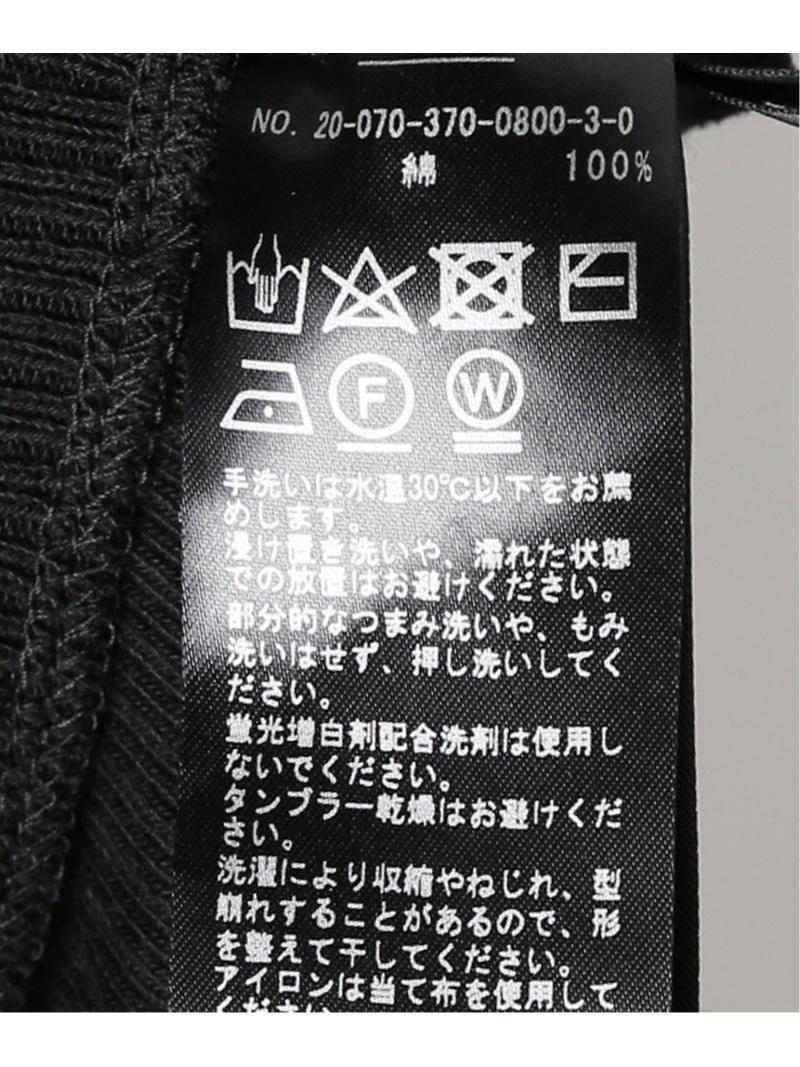 NO. 20-070-370-0800-3-0
綿 100%
F W
手洗いは水温30℃以下をお薦
めします。
浸け置き洗いや、濡れた状態
での放置はお避けください。
部分的なつまみ洗いや、もみ
洗いはせず、押し洗いしてく
ださい。
蛍光増白剤配合洗剤は使用し
ないでください。
タンブラー乾燥はお避けくだ
さい。
洗濯により収縮やねじれ、型
崩れすることがあるので、形
を整えて干してください。
アイロンは当て布を使用して
ください。